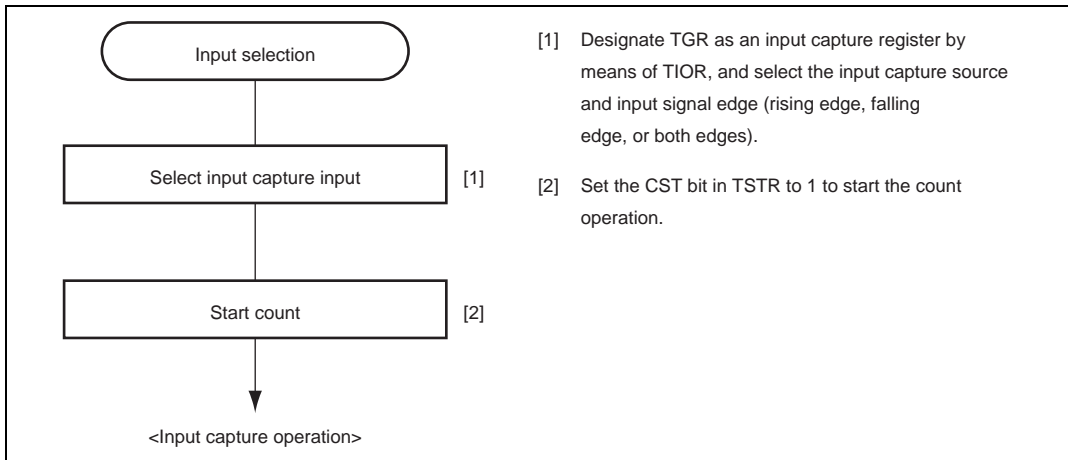 Input selection
Select input capture input
[1]
Start count
[2]
<Input capture operation>
[1] Designate TGR as an input capture register by
means of TIOR, and select the input capture source
and input signal edge (rising edge, falling
edge, or both edges).
[2] Set the CST bit in TSTR to 1 to start the count
operation.